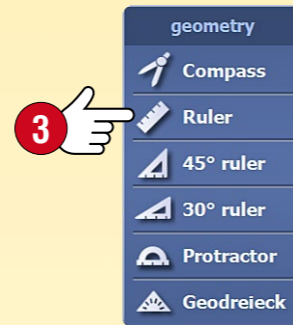 geometry
Compass
3
Ruler
45° ruler
30° ruler
Protractor
Geodreieck